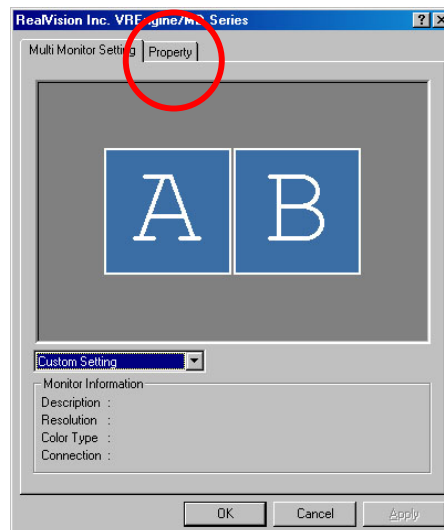 RealVision Inc. VREngine/MD Series
Multi Monitor Setting Property
A B
Custom Setting
Monitor Information
Description :
Resolution :
Color Type :
Connection :
OK Cancel Apply